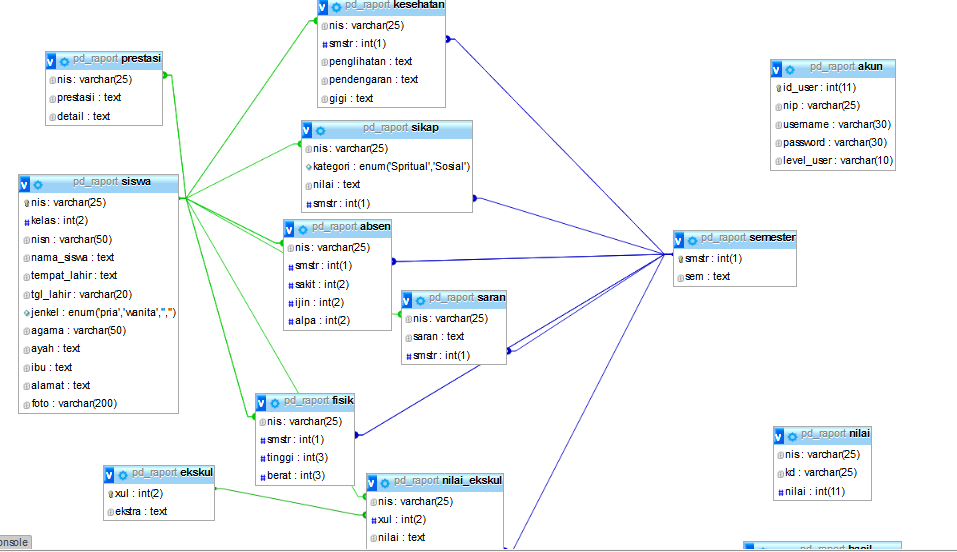 pd_raport kesehatan
nis : varchar(25)
smstr : int(1)
penglihatan : text
pendengaran : text
gigi : text
pd_raport prestasi
nis : varchar(25)
prestasii : text
detail : text
pd_raport akun
id_user : int(11)
nip : varchar(25)
username : varchar(30)
password : varchar(30)
level_user : varchar(10)
pd_raport sikap
nis : varchar(25)
kategori : enum('Spritual','Sosial')
nilai : text
smstr : int(1)
pd_raport siswa
nis : varchar(25)
kelas : int(2)
nisn : varchar(50)
nama_siswa : text
tempat_lahir : text
tgl_lahir : varchar(20)
jenkel : enum('pria','wanita','','')
agama : varchar(50)
ayah : text
ibu : text
alamat : text
foto : varchar(200)
pd_raport absen
nis : varchar(25)
smstr : int(1)
sakit : int(2)
ijin : int(2)
alpa : int(2)
pd_raport semester
smstr : int(1)
sem : text
pd_raport saran
nis : varchar(25)
saran : text
smstr : int(1)
pd_raport fisik
nis : varchar(25)
smstr : int(1)
tinggi : int(3)
berat : int(3)
pd_raport nilai
nis : varchar(25)
kd : varchar(25)
nilai : int(11)
pd_raport ekskul
xul : int(2)
ekstra : text
pd_raport nilai_ekskul
nis : varchar(25)
xul : int(2)
nilai : text
onsole